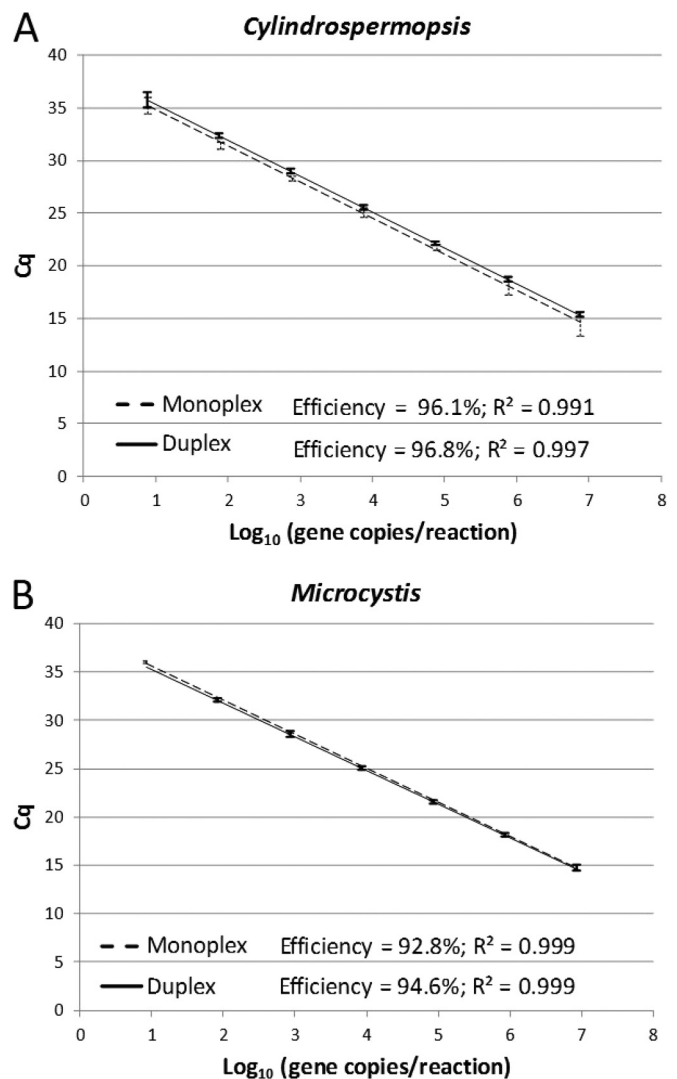 A
Cylindrospermopsis
40
35
30
25
20
15
10
5
0
Cq
Monoplex Efficiency = 96.1%; R² = 0.991
Duplex Efficiency = 96.8%; R² = 0.997
0 1 2 3 4 5 6 7 8
Log₁₀ (gene copies/reaction)
B
Microcystis
40
35
30
25
20
15
10
5
0
Cq
Monoplex Efficiency = 92.8%; R² = 0.999
Duplex Efficiency = 94.6%; R² = 0.999
0 1 2 3 4 5 6 7 8
Log₁₀ (gene copies/reaction)